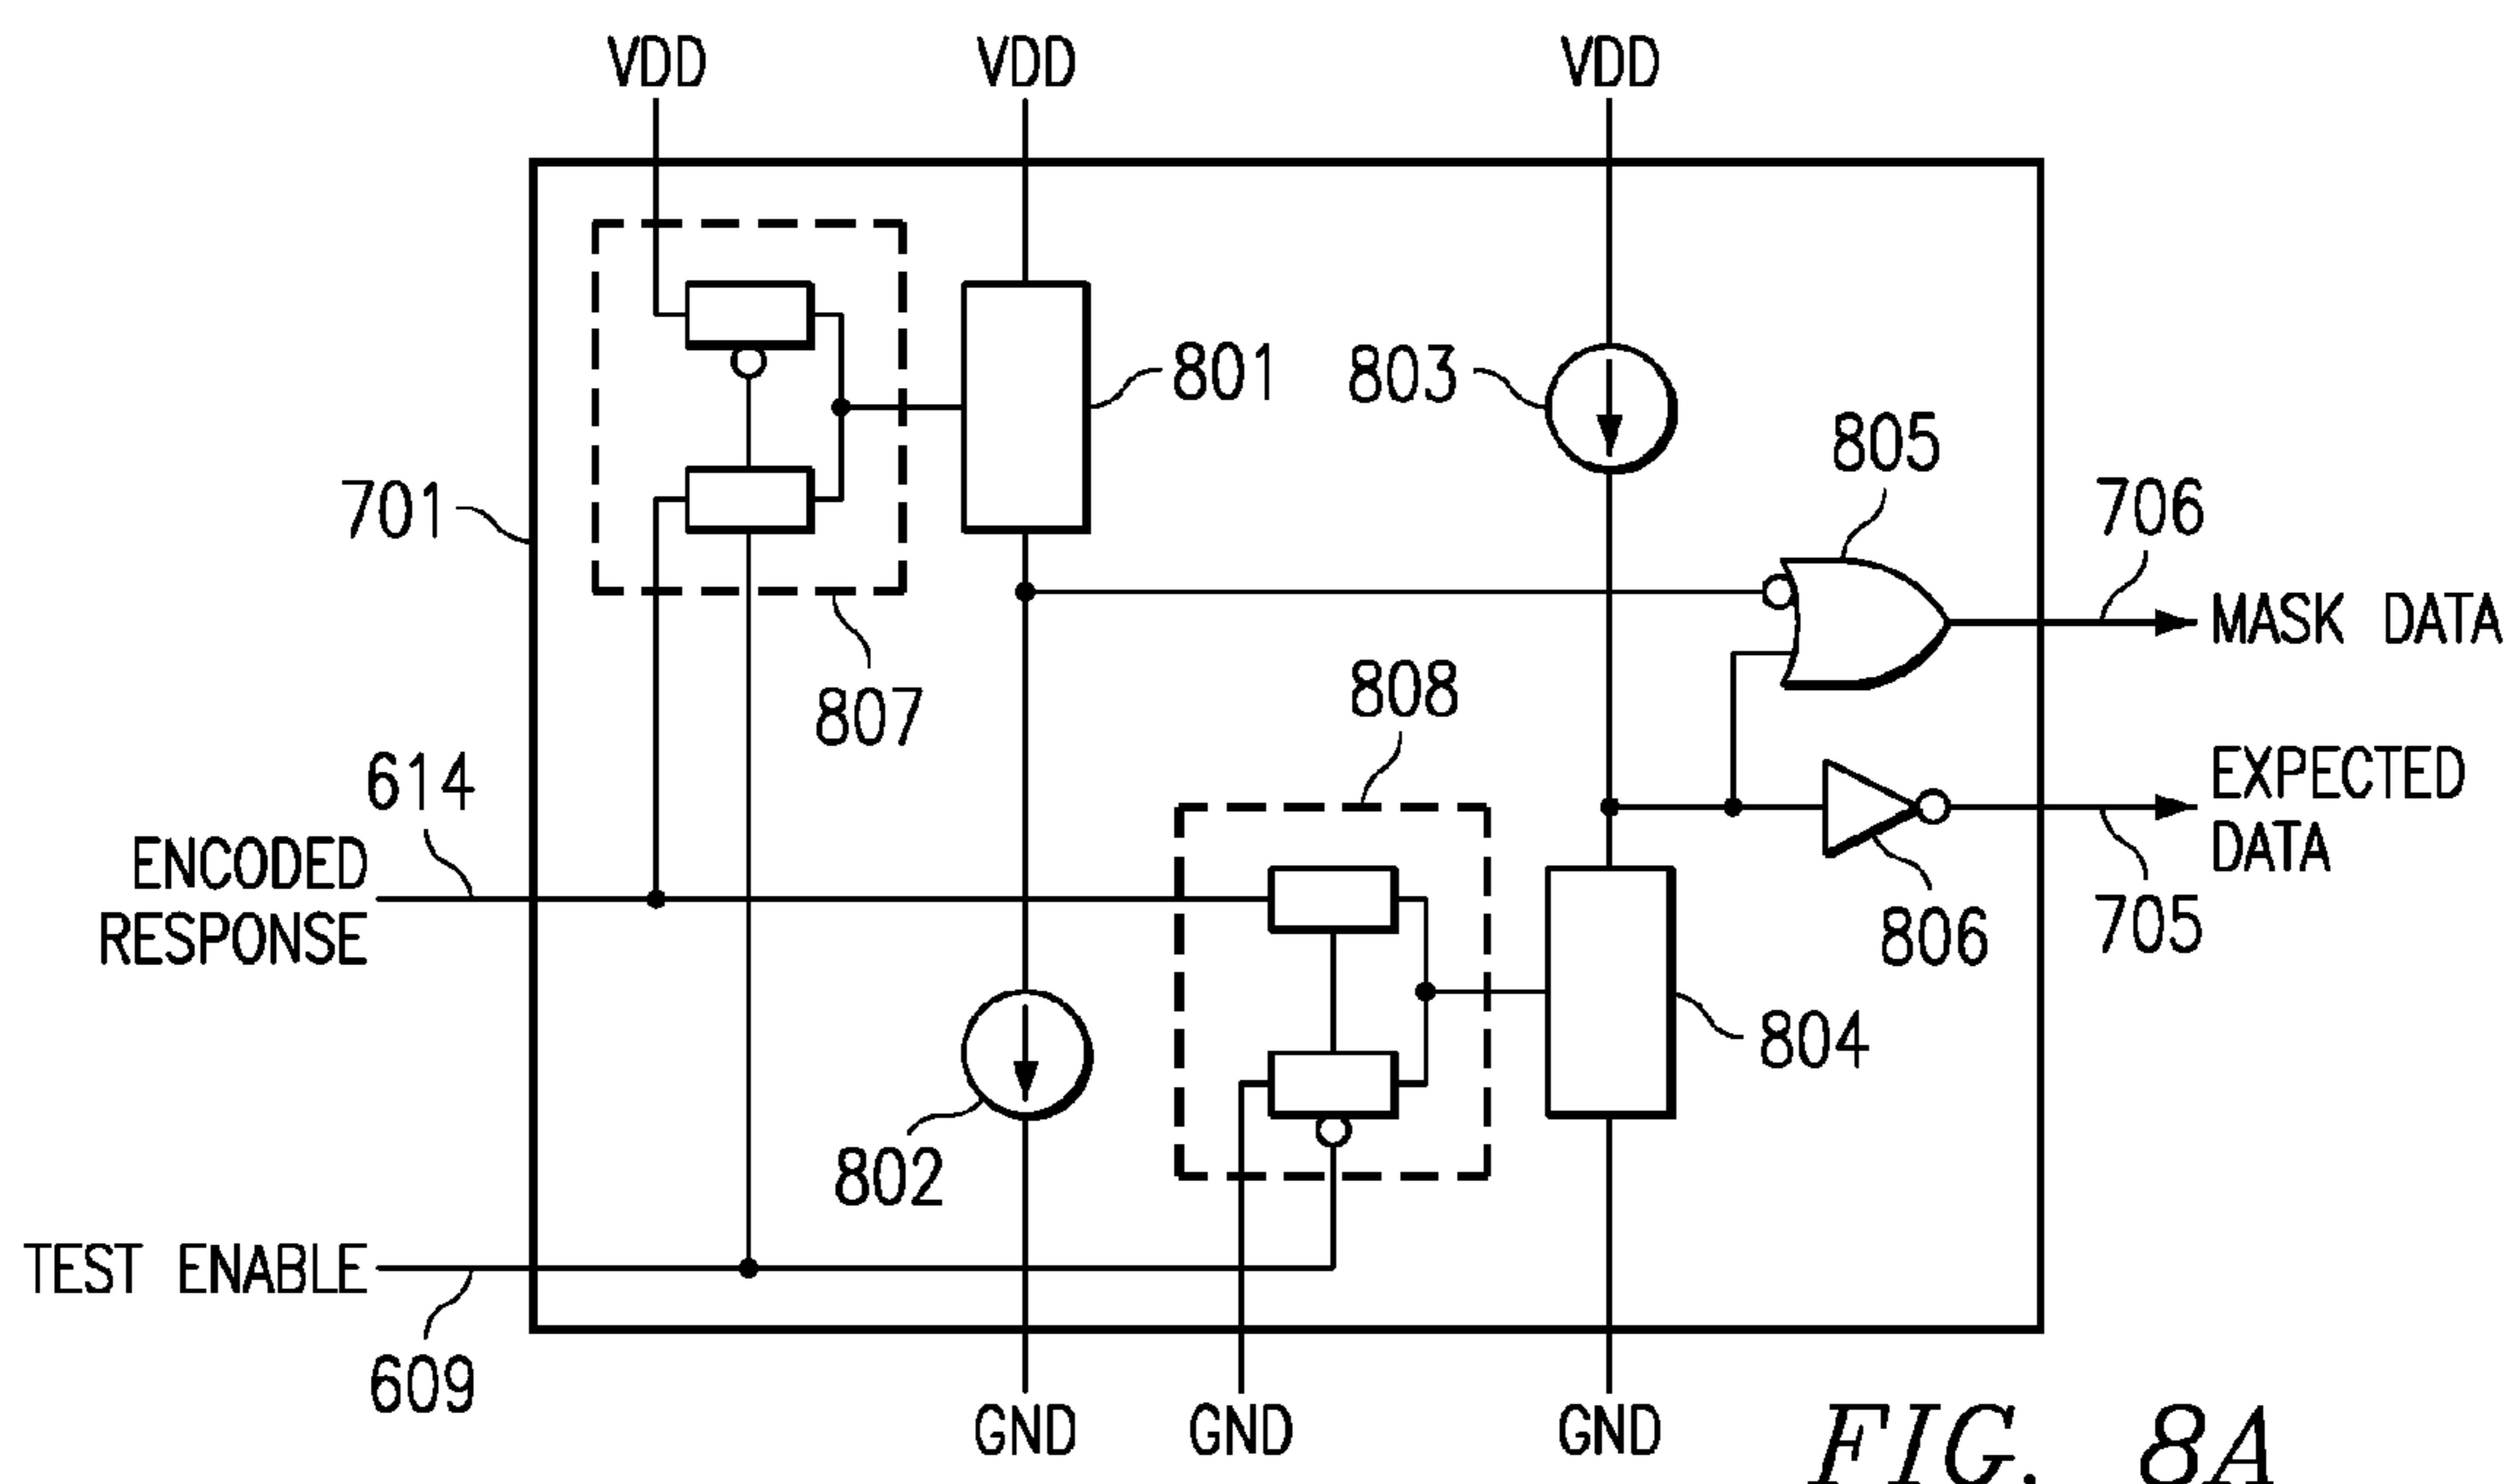 VDD
VDD
VDD
801
803
805
701
706
MASK DATA
807
808
614
EXPECTED
DATA
ENCODED
RESPONSE
806
705
804
802
TEST ENABLE
609
GND
GND
GND
FIG. 8A